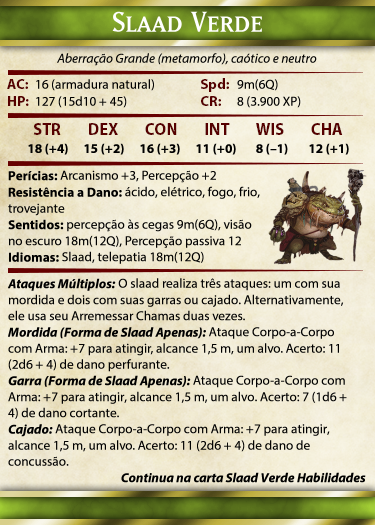 Slaad Verde
Aberração Grande (metamorfo), caótico e neutro
AC: 16 (armadura natural) Spd: 9m(6Q)
HP: 127 (15d10 + 45) CR: 8 (3.900 XP)
STR DEX CON INT WIS CHA
18 (+4) 15 (+2) 16 (+3) 11 (+0) 8 (–1) 12 (+1)
Perícias: Arcanismo +3, Percepção +2
Resistência a Dano: ácido, elétrico, fogo, frio,
trovejante
Sentidos: percepção às cegas 9m(6Q), visão
no escuro 18m(12Q), Percepção passiva 12
Idiomas: Slaad, telepatia 18m(12Q)
Ataques Múltiplos: O slaad realiza três ataques: um com sua
mordida e dois com suas garras ou cajado. Alternativamente,
ele usa seu Arremessar Chamas duas vezes.
Mordida (Forma de Slaad Apenas): Ataque Corpo-a-Corpo
com Arma: +7 para atingir, alcance 1,5 m, um alvo. Acerto: 11
(2d6 + 4) de dano perfurante.
Garra (Forma de Slaad Apenas): Ataque Corpo-a-Corpo com
Arma: +7 para atingir, alcance 1,5 m, um alvo. Acerto: 7 (1d6 +
4) de dano cortante.
Cajado: Ataque Corpo-a-Corpo com Arma: +7 para atingir,
alcance 1,5 m, um alvo. Acerto: 11 (2d6 + 4) de dano de
concussão.
Continua na carta Slaad Verde Habilidades